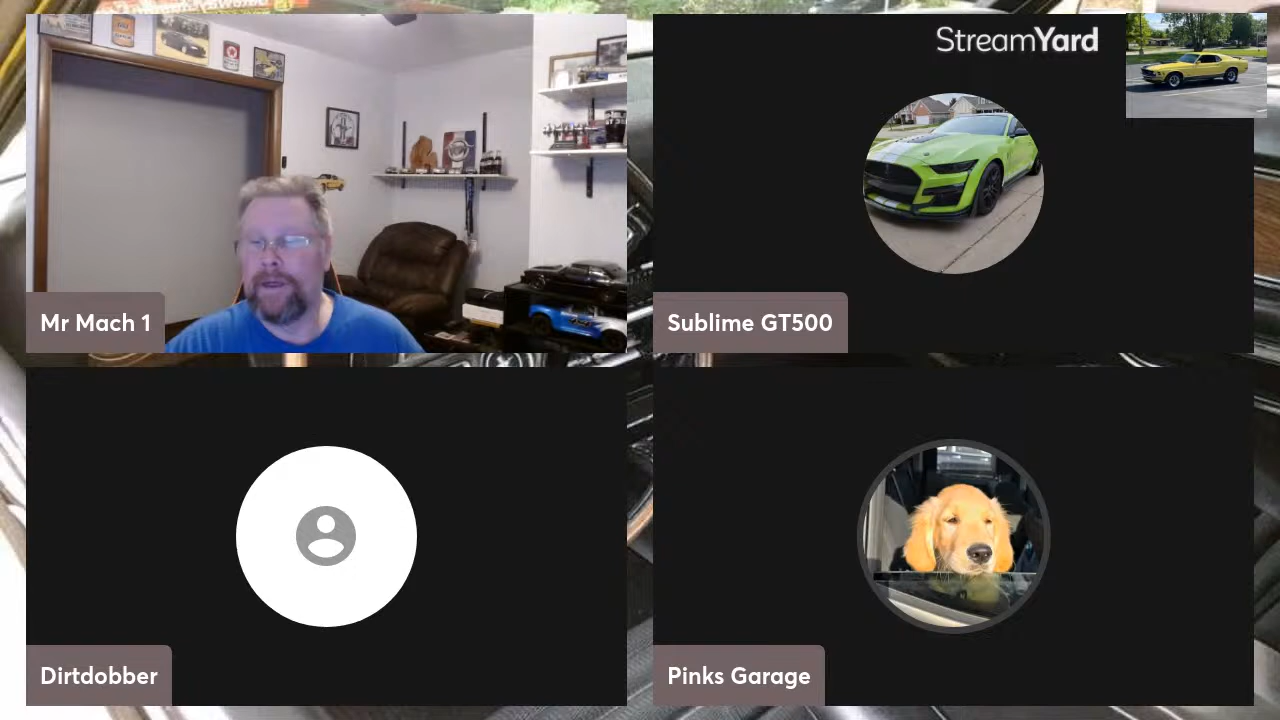 StreamYard
Mr Mach 1
Sublime GT500
Dirtdobber
Pinks Garage